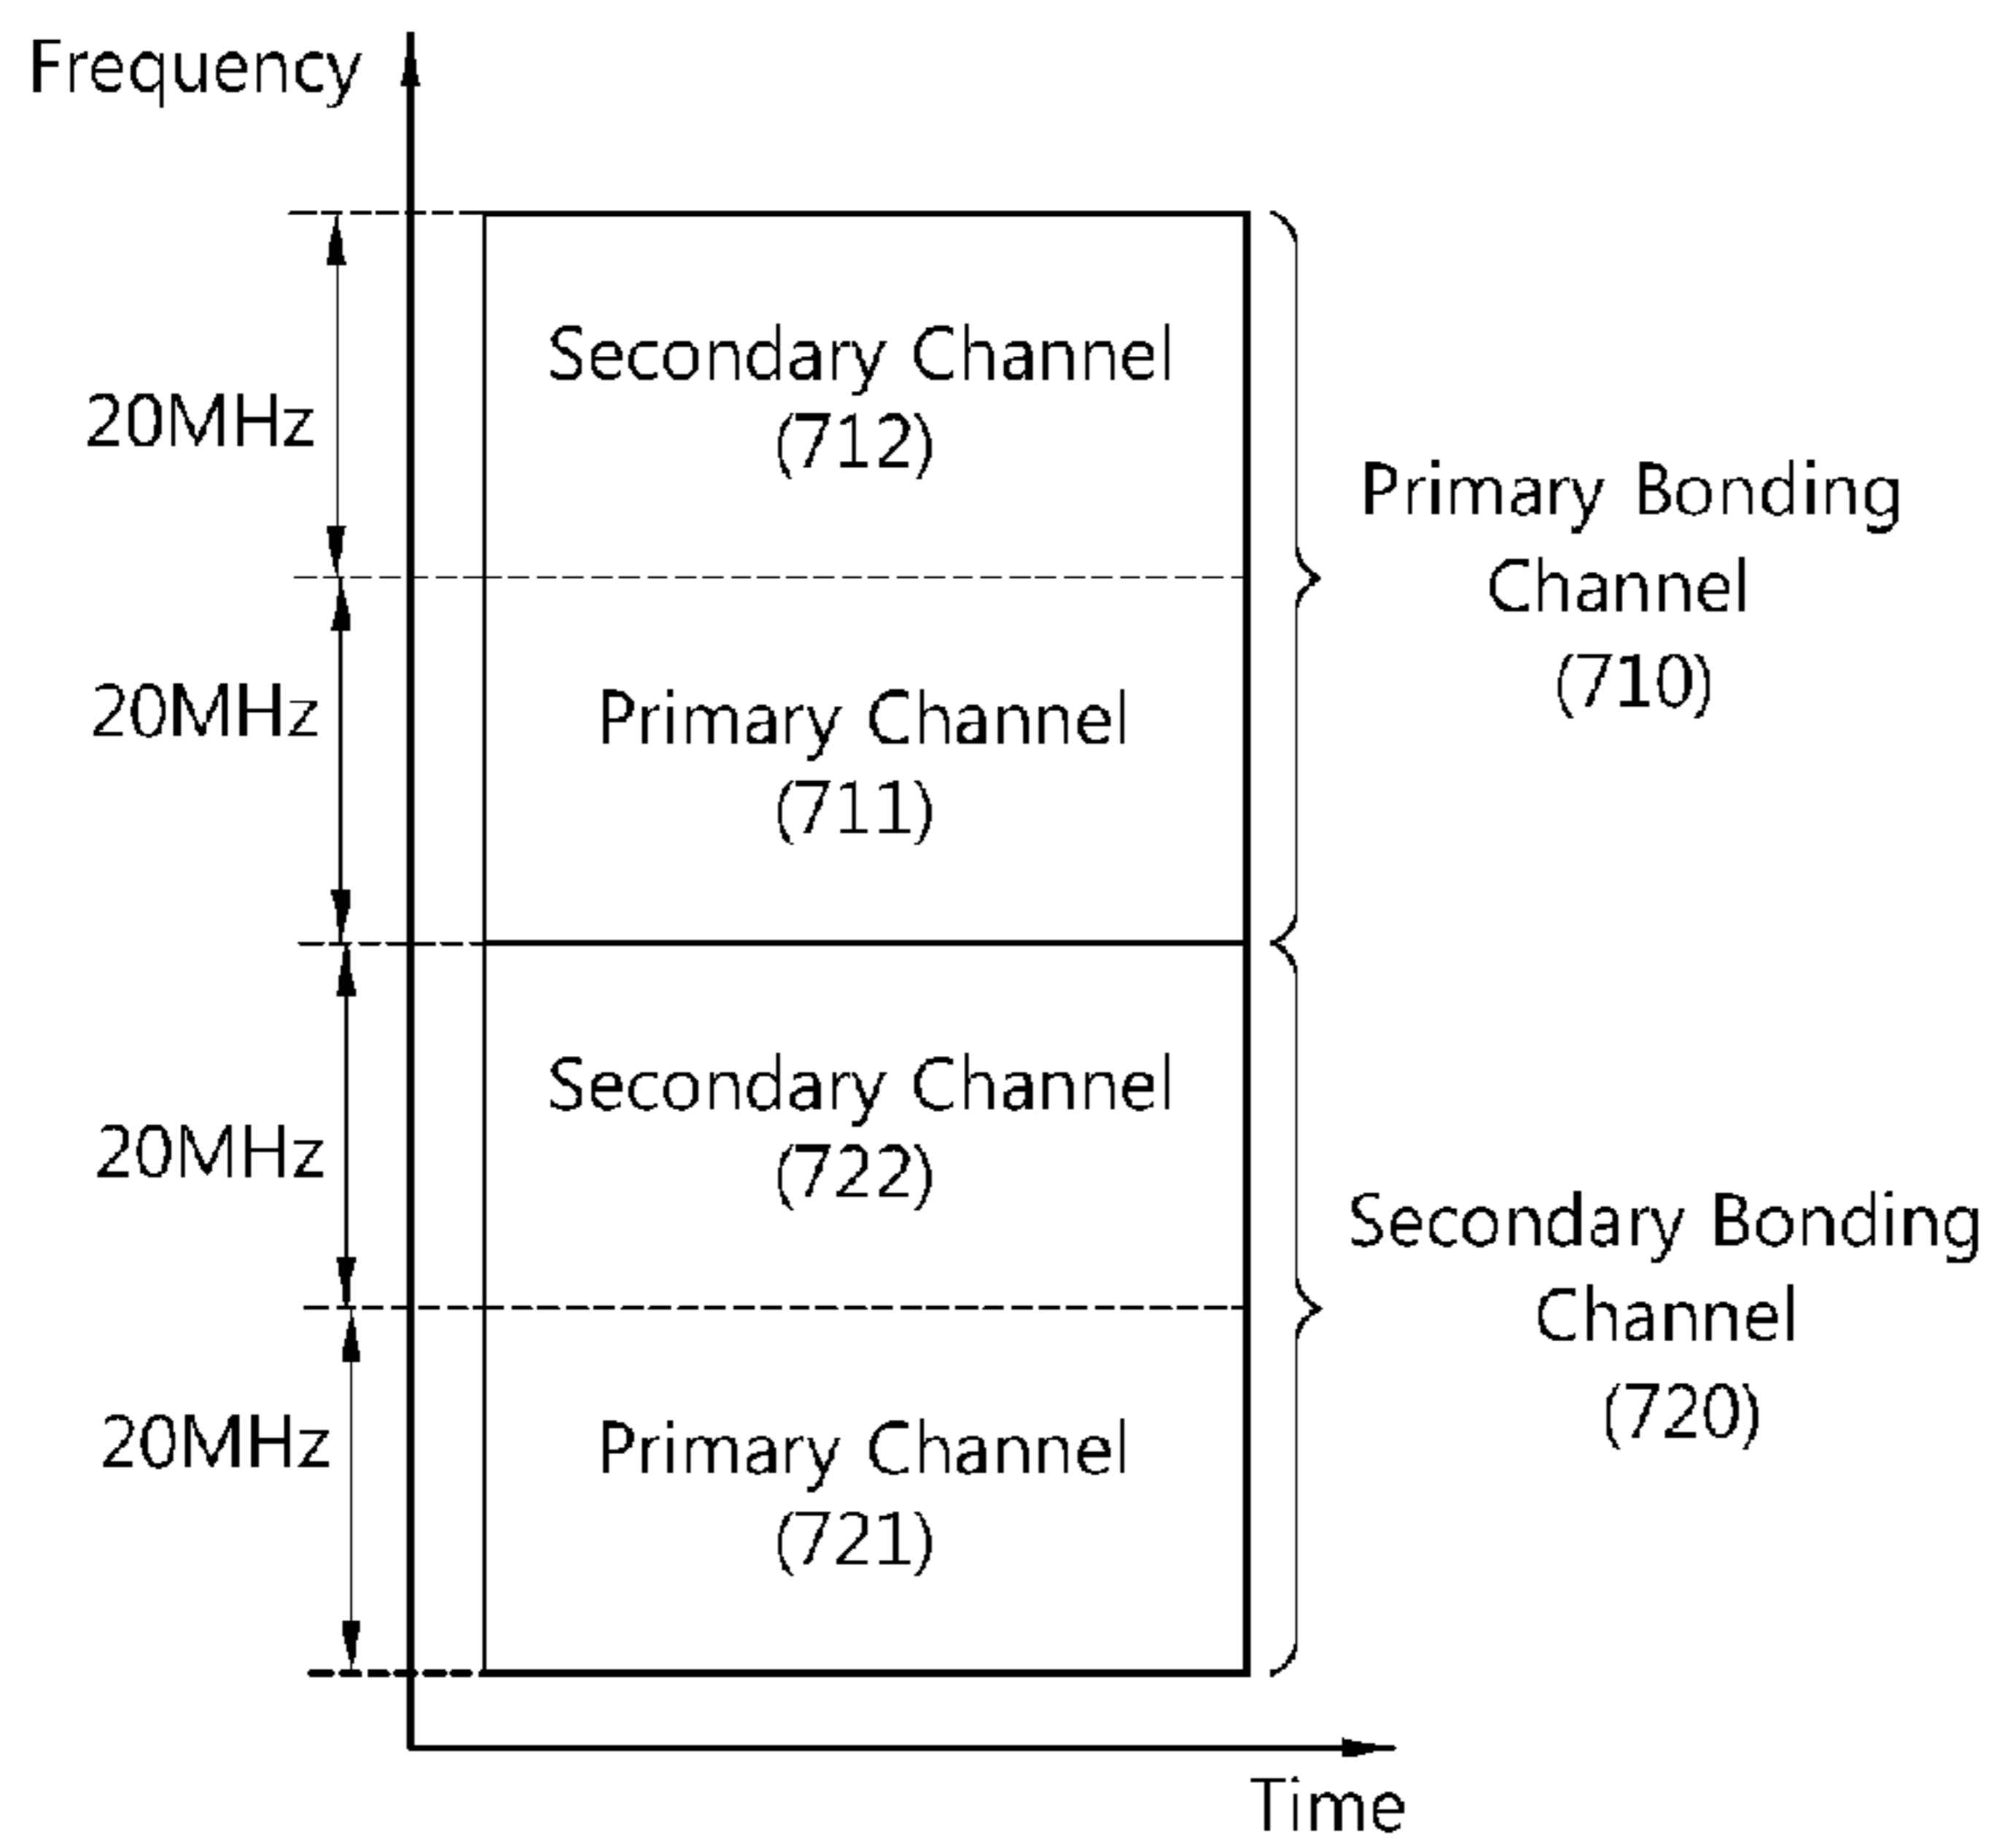 Frequency
20MHz
20MHz
20MHz
20MHz
Secondary Channel
(712)
Primary Channel
(711)
Secondary Channel
(722)
Primary Channel
(721)
Primary Bonding
Channel
(710)
Secondary Bonding
Channel
(720)
Time